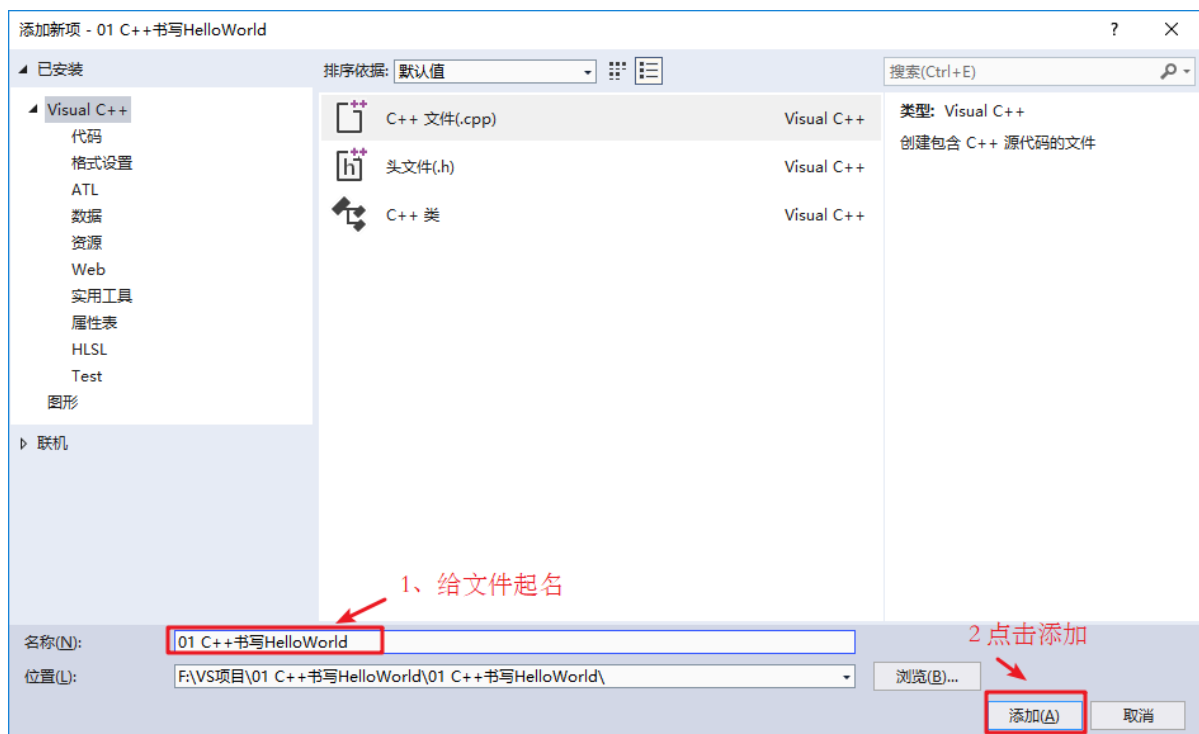 添加新项 - 01 C++书写HelloWorld
?
已安装
排序依据: 默认值
搜索(Ctrl+E)
Visual C++
代码
格式设置
ATL
数据
资源
Web
实用工具
属性表
HLSL
Test
图形
联机
C++ 文件(.cpp) Visual C++
头文件(.h) Visual C++
C++ 类 Visual C++
类型: Visual C++
创建包含 C++ 源代码的文件
1、给文件起名
名称(N): 01 C++书写HelloWorld
2 点击添加
位置(L): F:\VS项目\01 C++书写HelloWorld\01 C++书写HelloWorld\
浏览(B)...
添加(A) 取消